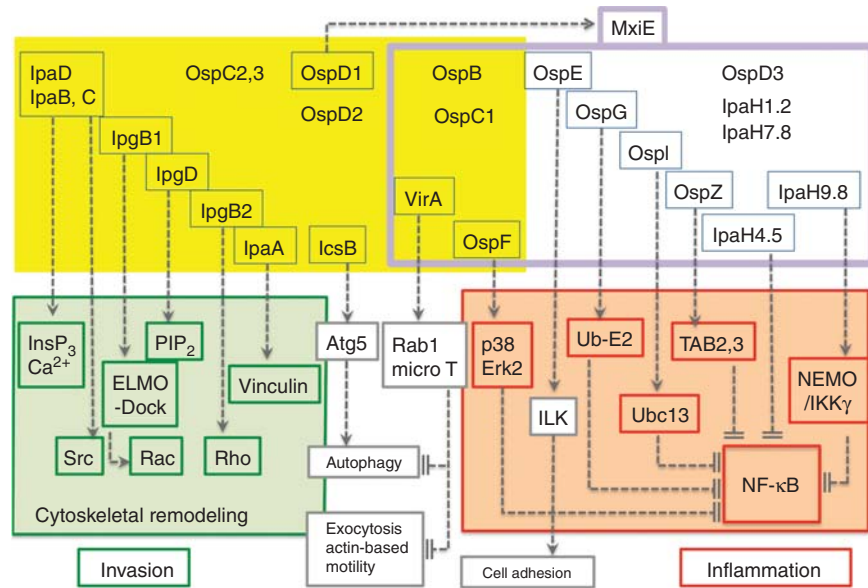 MxiE
IpaD
IpaB, C
OspC2,3
OspD1
OspB
OspE
OspD3
OspD2
OspC1
OspG
IpaH1.2
IpaH7.8
IpgB1
OspI
IpgD
OspZ
VirA
IpaH9.8
IpgB2
IpaA
IcsB
OspF
IpaH4.5
InsP3
Ca2+
PIP2
Atg5
Rab1
micro T
p38
Erk2
Ub-E2
TAB2,3
ELMO
-Dock
Vinculin
NEMO
/IKKγ
ILK
Ubc13
Src
Rac
Rho
Autophagy
NF-κB
Cytoskeletal remodeling
Exocytosis
actin-based
motility
Invasion
Cell adhesion
Inflammation